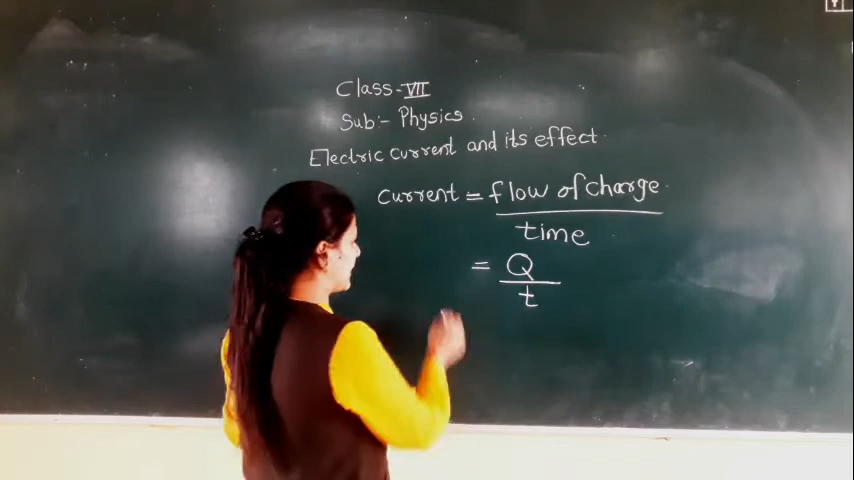 Class-VII
Sub:- Physics.
Electric current and its effect.
current = flow of charge.
time
= Q
t